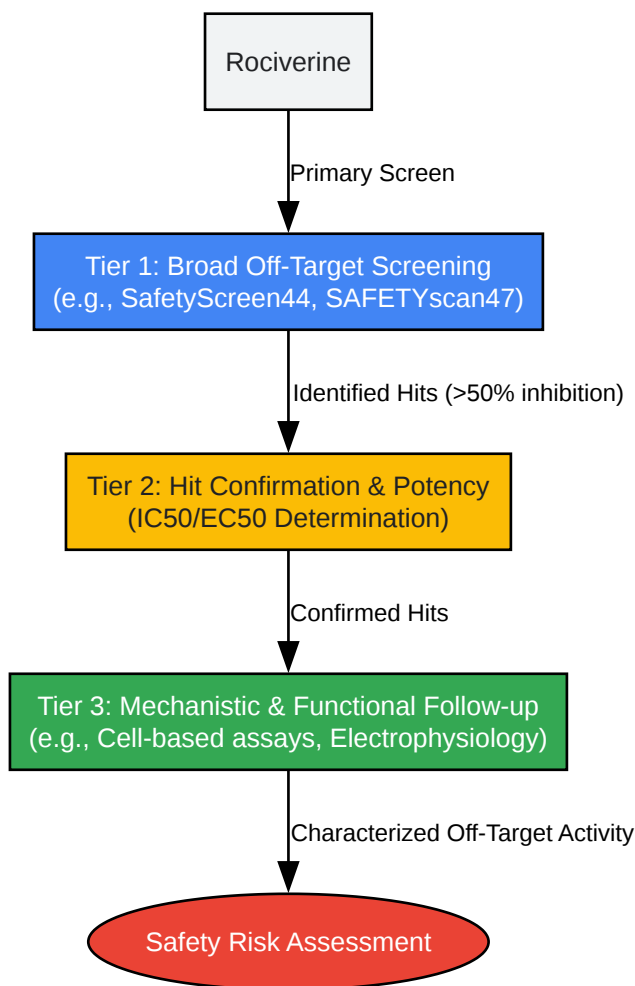 Rociverine
Primary Screen
Tier 1: Broad Off-Target Screening
(e.g., SafetyScreen44, SAFETYscan47)
Identified Hits (>50% inhibition)
Tier 2: Hit Confirmation & Potency
(IC50/EC50 Determination)
Confirmed Hits
Tier 3: Mechanistic & Functional Follow-up
(e.g., Cell-based assays, Electrophysiology)
Characterized Off-Target Activity
Safety Risk Assessment